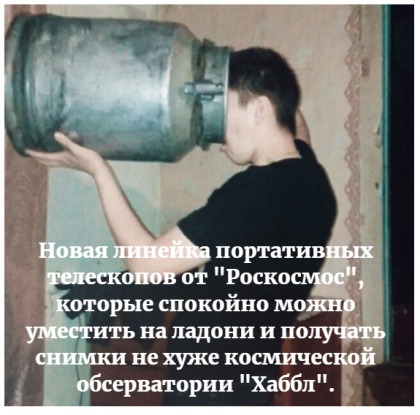 Новая линейка портативных
телескопов от "Роскосмос",
которые спокойно можно
уместить на ладони и получать
снимки не хуже космической
обсерватории "Хаббл".